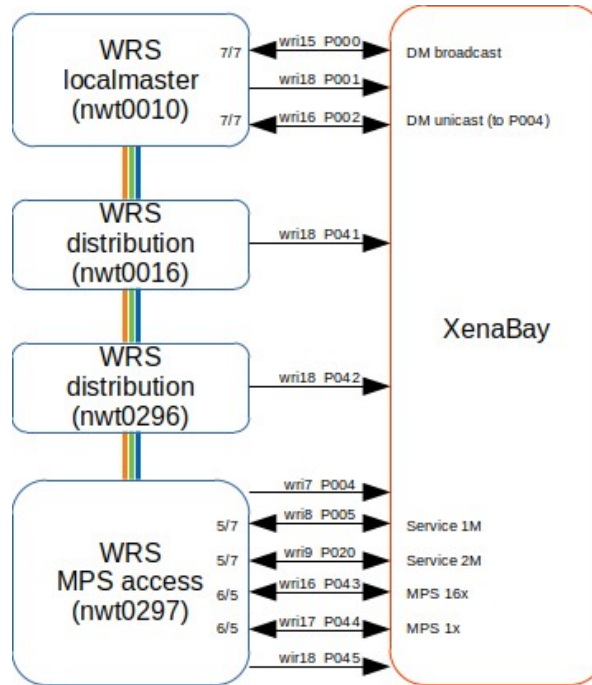 WRS
localmaster
(nwt0010)
7/7
wri15 P000
DM broadcast
wri18 P001
7/7
wri16 P002
DM unicast (to P004)
WRS
distribution
(nwt0016)
wri18 P041
XenaBay
WRS
distribution
(nwt0296)
wri18 P042
WRS
MPS access
(nwt0297)
wri7 P004
5/7
wri8 P005
Service 1M
5/7
wri9 P020
Service 2M
6/5
wri16 P043
MPS 16x
6/5
wri17 P044
MPS 1x
wir18 P045